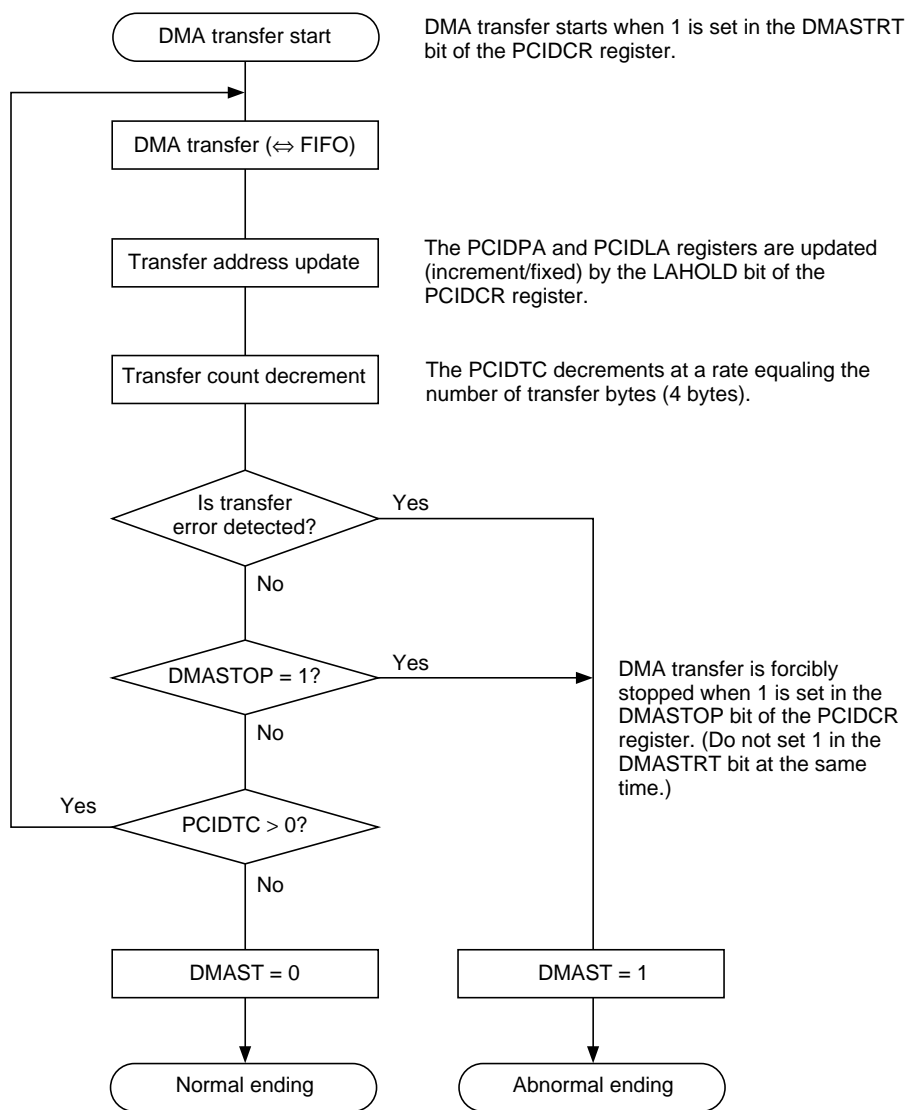 DMA transfer start
DMA transfer starts when 1 is set in the DMASTRT
bit of the PCIDCR register.
DMA transfer (⇔ FIFO)
Transfer address update
The PCIDPA and PCIDLA registers are updated
(increment/fixed) by the LAHOLD bit of the
PCIDCR register.
Transfer count decrement
The PCIDTC decrements at a rate equaling the
number of transfer bytes (4 bytes).
Is transfer
error detected?
Yes
No
DMASTOP = 1?
Yes
DMA transfer is forcibly
stopped when 1 is set in the
DMASTOP bit of the PCIDCR
register. (Do not set 1 in the
DMASTRT bit at the same
time.)
No
Yes
PCIDTC > 0?
No
DMAST = 0
DMAST = 1
Normal ending
Abnormal ending